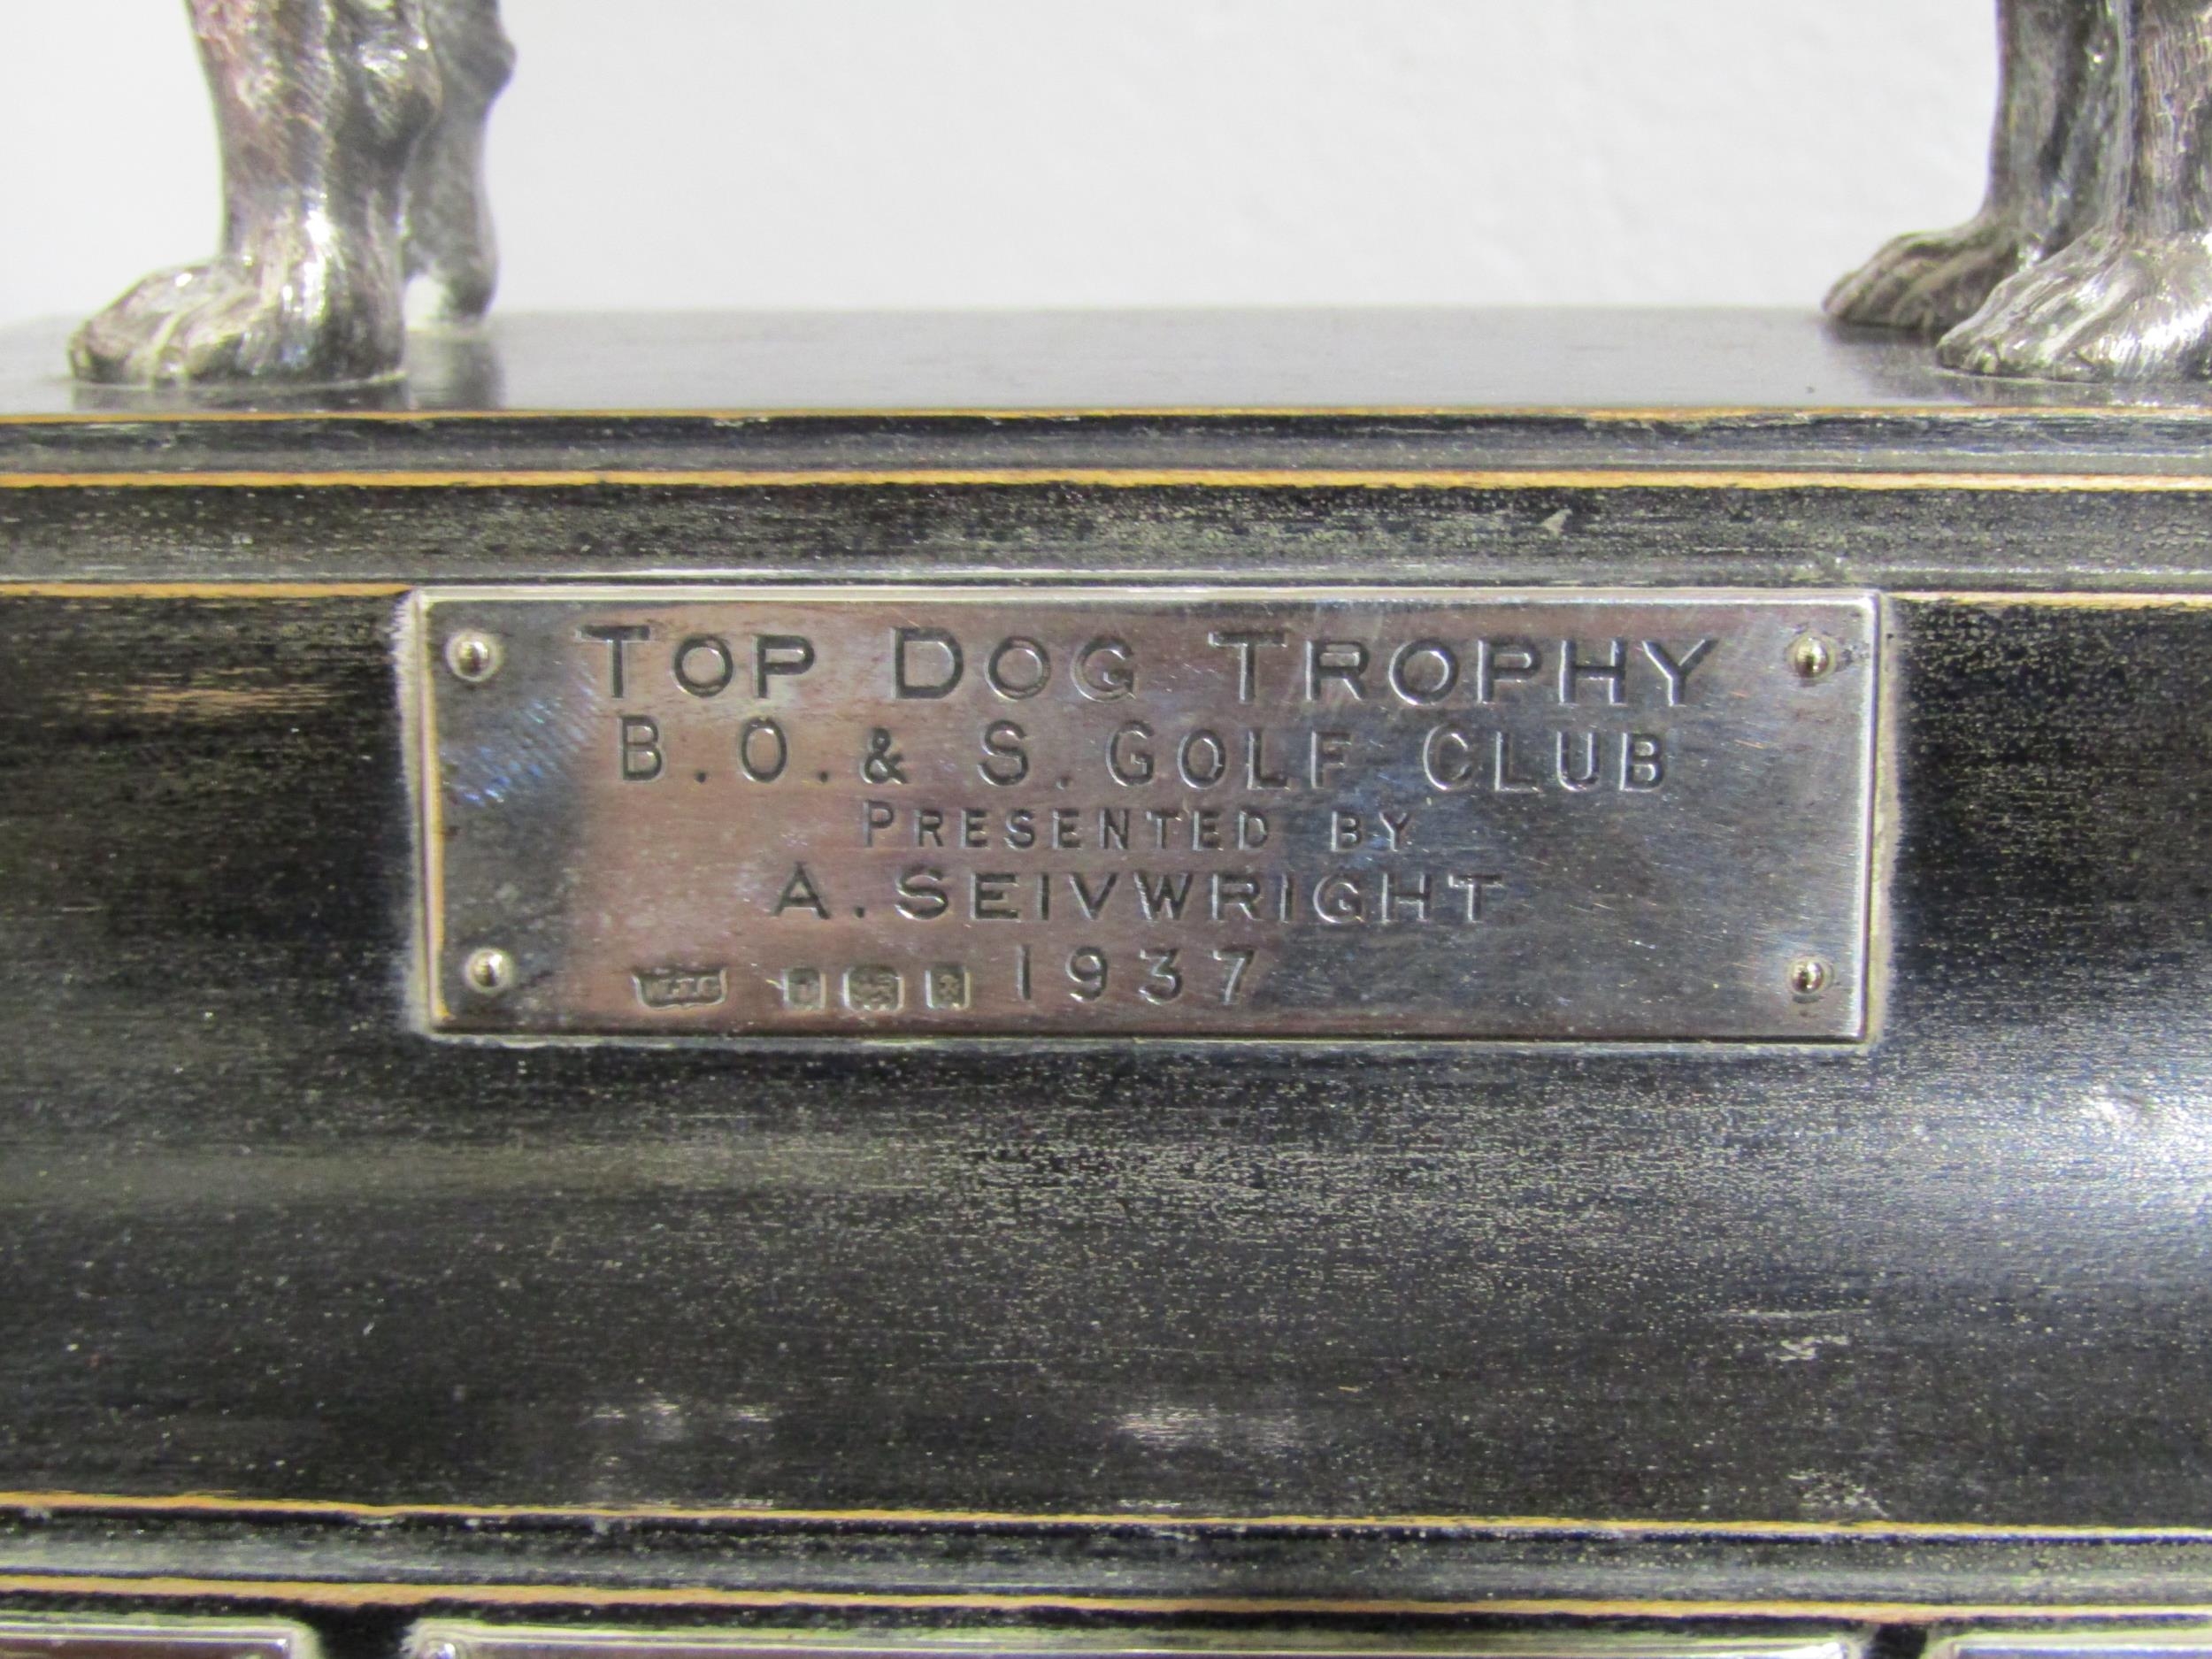 TOP DOG TROPHY
B.O. & S. GOLF CLUB
PRESENTED BY
A. SEIVWRIGHT
1937